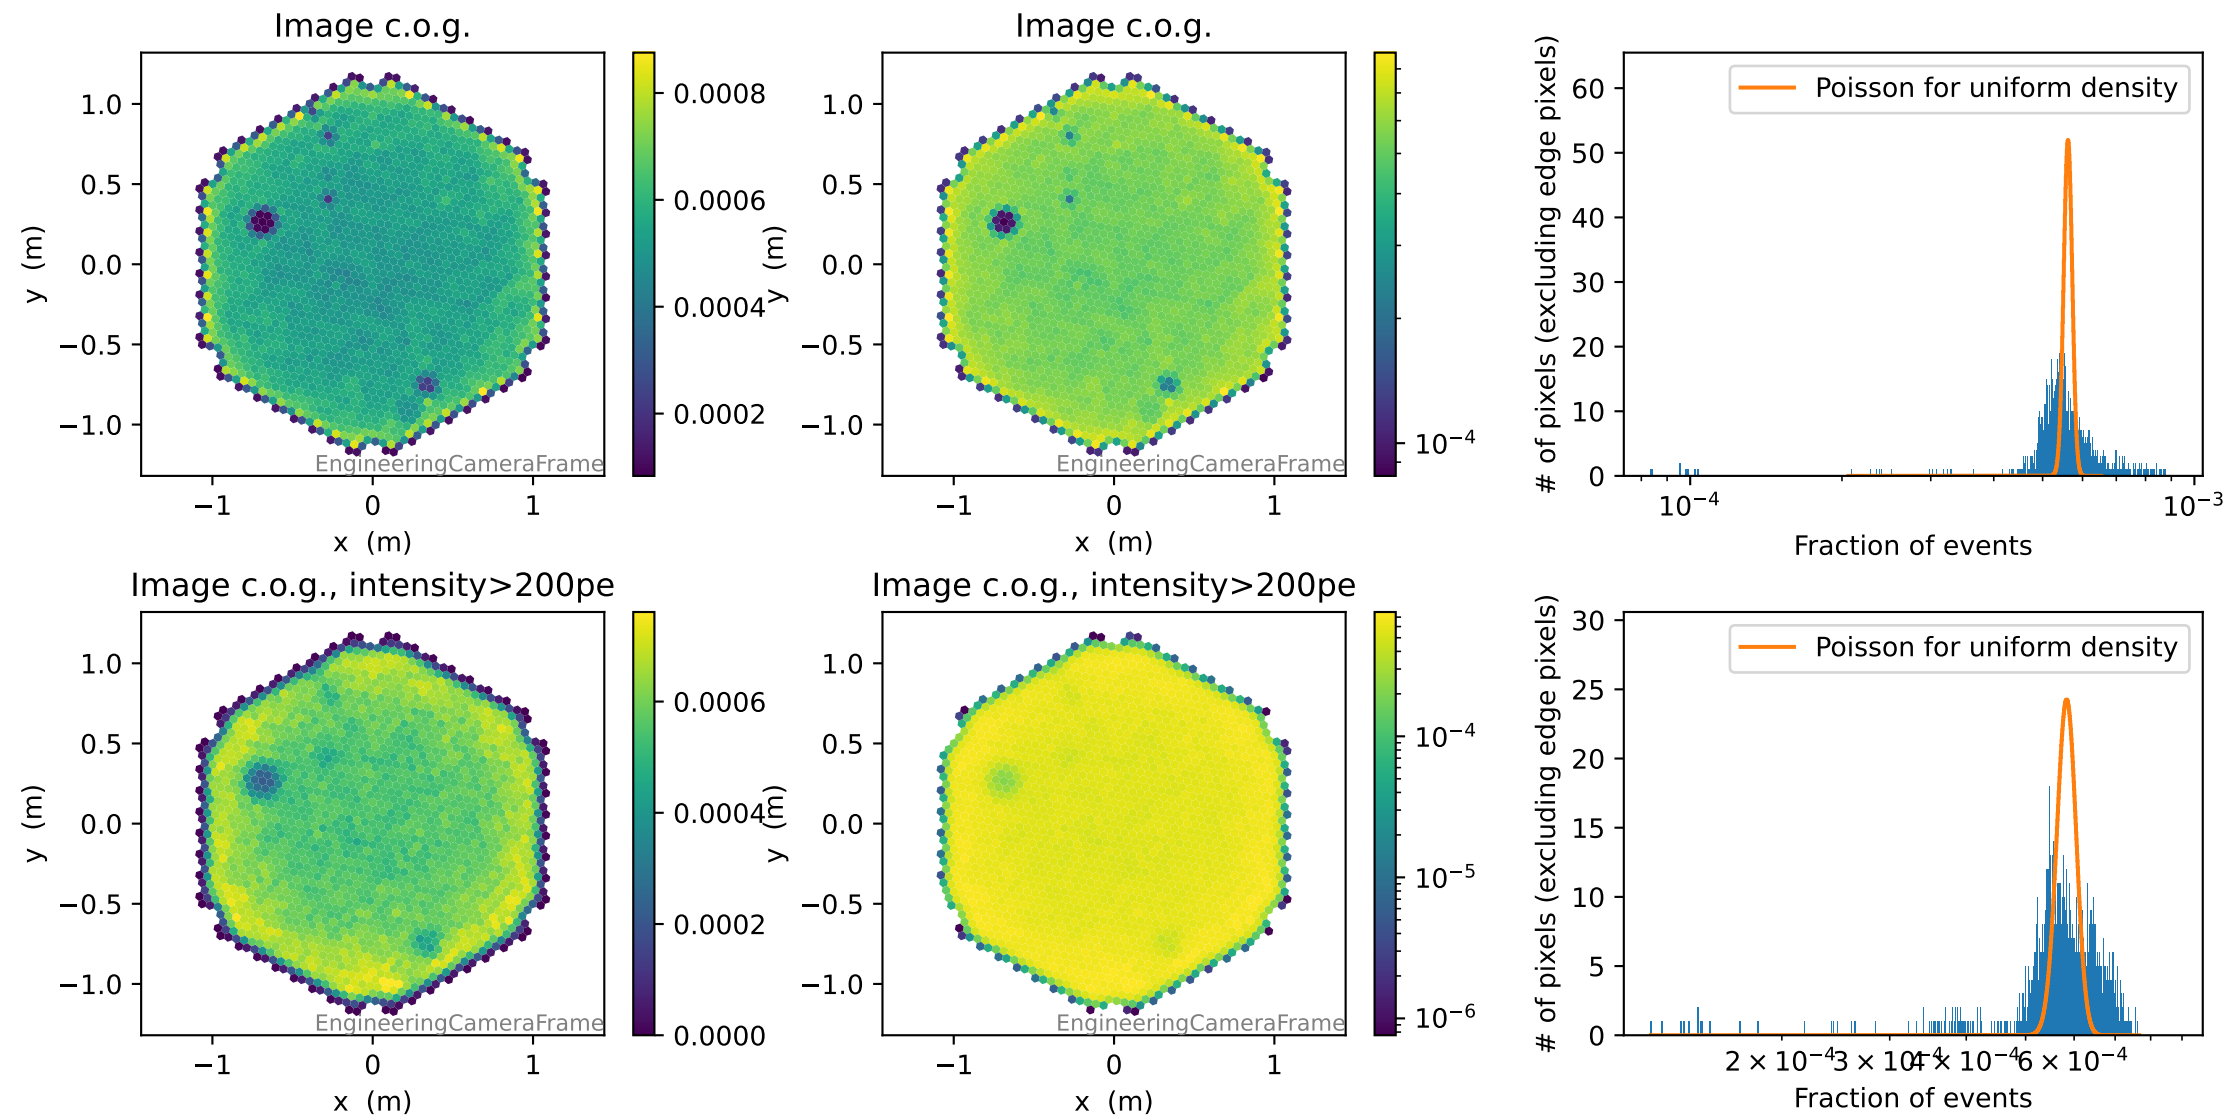 Image c.o.g.
1.0
0.5
0.0
−0.5
−1.0
y (m)
−1 0 1
x (m)
EngineeringCameraFrame
0.0008
0.0006
0.0004
0.0002
Image c.o.g.
1.0
0.5
0.0
−0.5
−1.0
y (m)
−1 0 1
x (m)
EngineeringCameraFrame
10⁻⁴
# of pixels (excluding edge pixels)
60
50
40
30
20
10
0
Poisson for uniform density
10⁻⁴ 10⁻³
Fraction of events
Image c.o.g., intensity>200pe
1.0
0.5
0.0
−0.5
−1.0
y (m)
−1 0 1
x (m)
EngineeringCameraFrame
0.0006
0.0004
0.0002
0.0000
Image c.o.g., intensity>200pe
1.0
0.5
0.0
−0.5
−1.0
y (m)
−1 0 1
x (m)
EngineeringCameraFrame
10⁻⁴
10⁻⁵
10⁻⁶
# of pixels (excluding edge pixels)
30
25
20
15
10
5
0
Poisson for uniform density
2 × 10⁻⁴ 3 × 10⁻⁴ 4 × 10⁻⁴ 6 × 10⁻⁴
Fraction of events